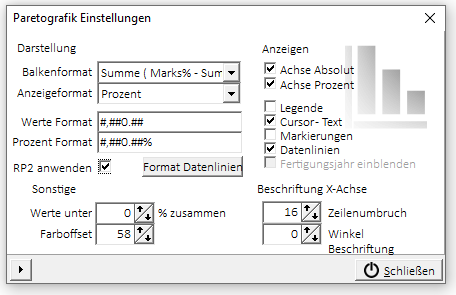 Paretografik Einstellungen
Darstellung
Balkenformat Summe ( Marks% - Sum
Anzeigeformat Prozent
Werte Format #,##0.##
Prozent Format #,##0.##%
RP2 anwenden Format Datenlinien
Sonstige
Werte unter 0 % zusammen
Farboffset 58
Anzeigen
Achse Absolut
Achse Prozent
Legende
Cursor- Text
Markierungen
Datenlinien
Fertigungsjahr einblenden
Beschriftung X-Achse
16 Zeilenumbruch
0 Winkel
Beschriftung
Schließen